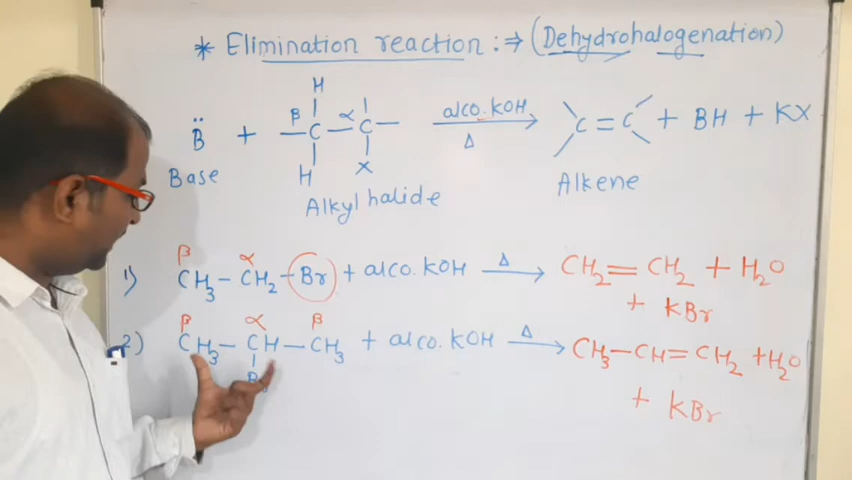 * Elimination reaction :⇒ (Dehydrohalogenation)
H
β α
B̈ + —C—C— alco. KOH → C=C + BH + KX
Δ
H X
Base Alkyl halide Alkene
β α
1) CH₃—CH₂—Br + alco. KOH Δ→ CH₂=CH₂ + H₂O
+ KBr
β α β
2) CH₃—CH—CH₃ + alco. KOH Δ→ CH₃—CH=CH₂ + H₂O
+ KBr